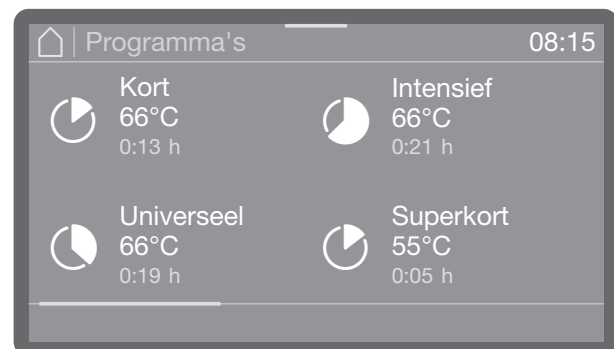 Programma's 08:15
Kort
66°C
0:13 h
Intensief
66°C
0:21 h
Universeel
66°C
0:19 h
Superkort
55°C
0:05 h